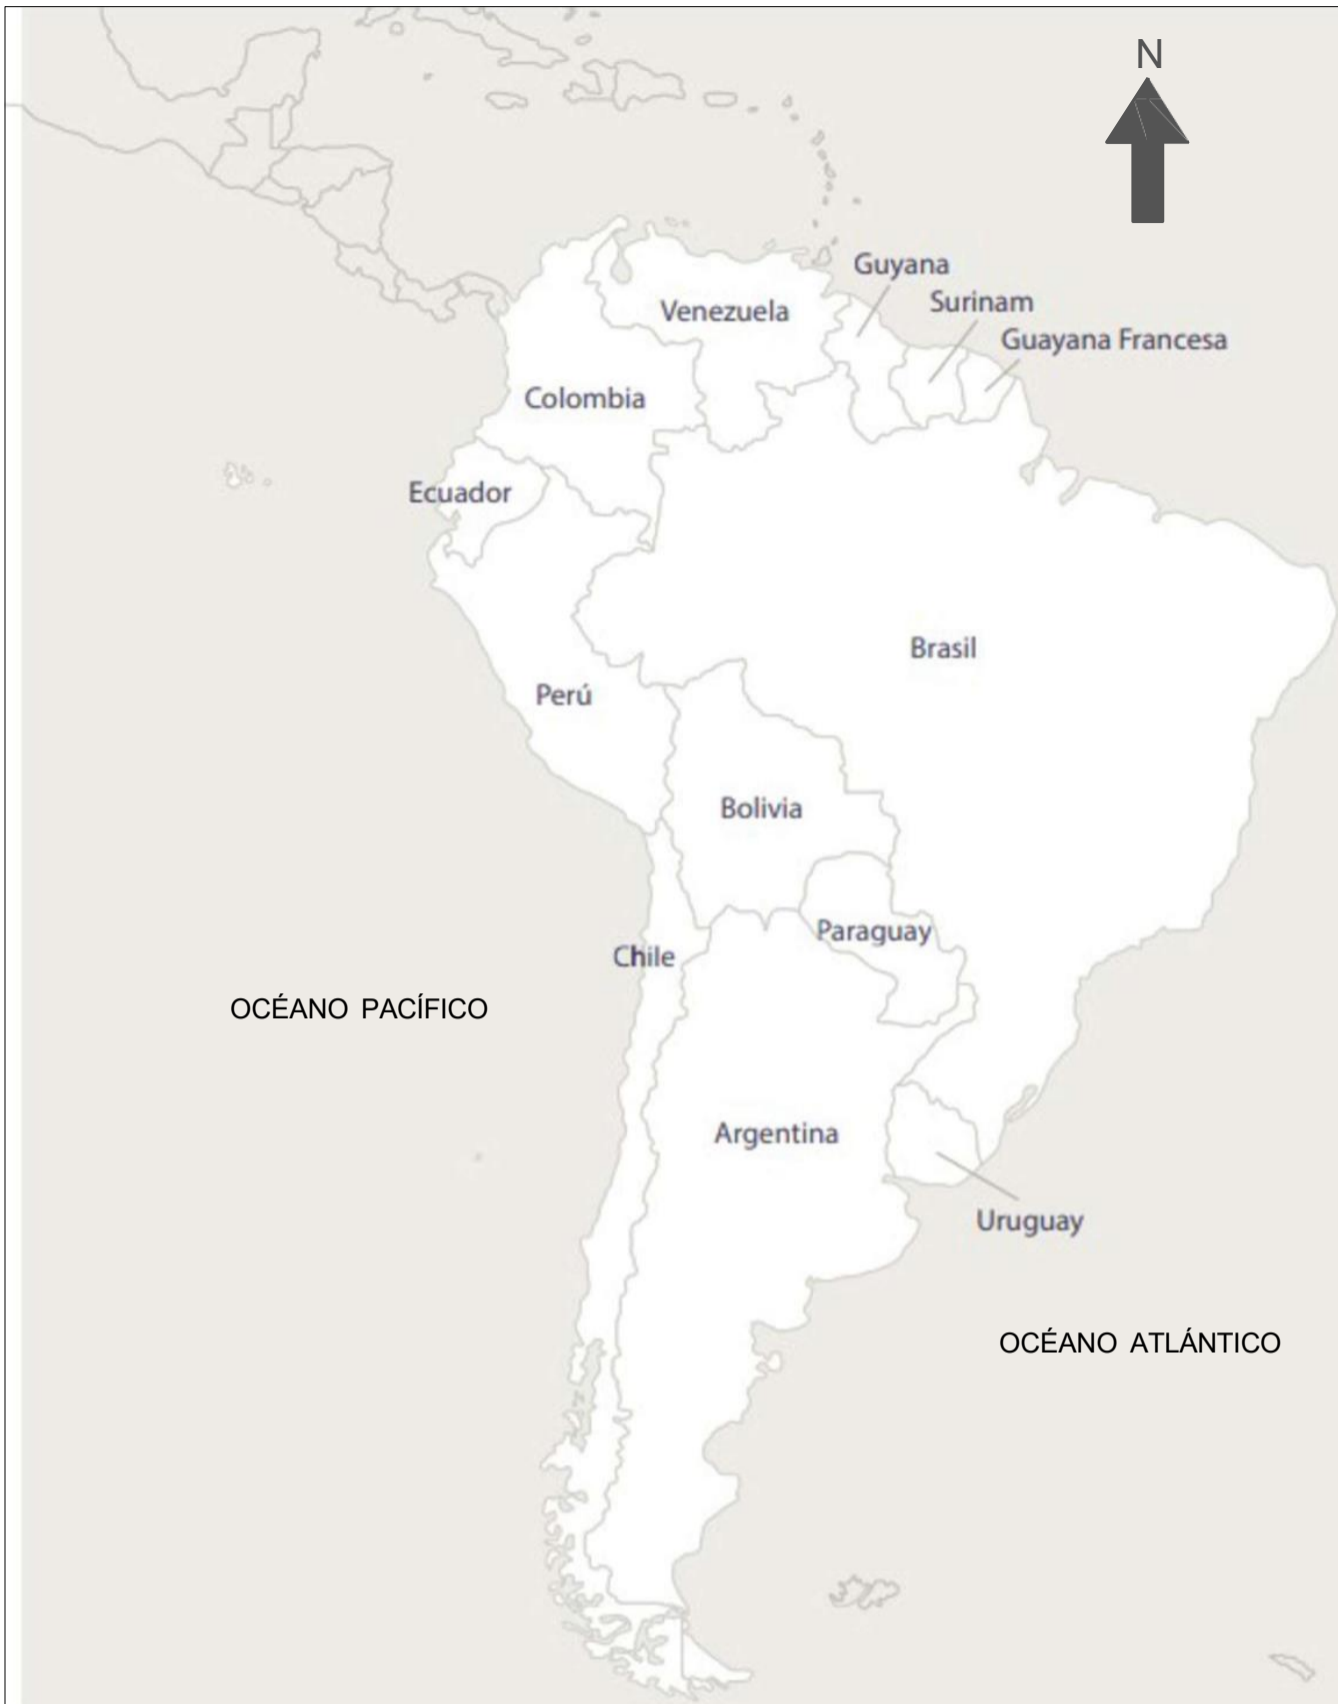 N
Guyana
Surinam
Venezuela
Guayana Francesa
Colombia
Ecuador
Brasil
Perú
Bolivia
Paraguay
Chile
OCÉANO PACÍFICO
Argentina
Uruguay
OCÉANO ATLÁNTICO